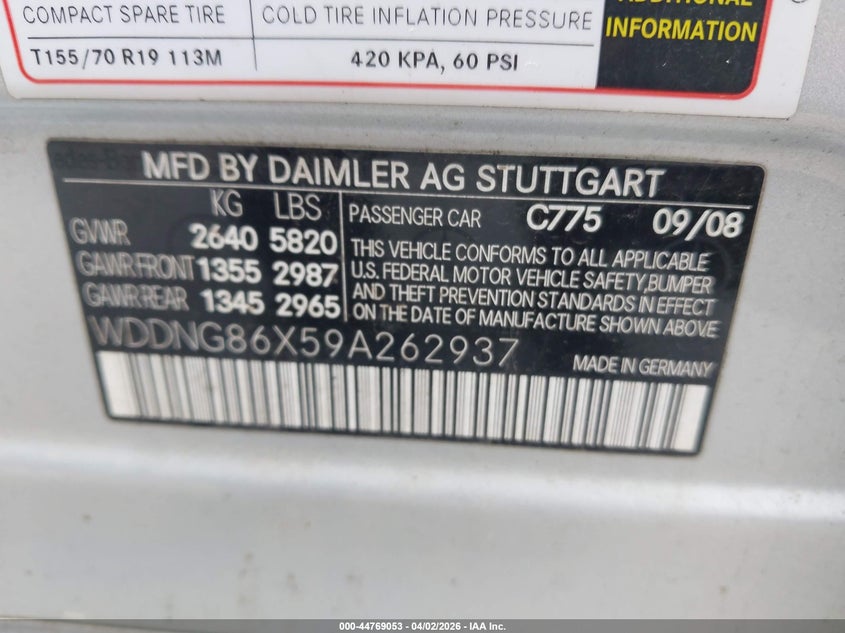 ADDITIONAL
COMPACT SPARE TIRE
COLD TIRE INFLATION PRESSURE
INFORMATION
T155/70 R19 113M
420 KPA, 60 PSI
MFD BY DAIMLER AG STUTTGART
KG LBS
GVWR 2640 5820
GAWR FRONT 1355 2987
GAWR REAR 1345 2965
PASSENGER CAR C775 09/08
THIS VEHICLE CONFORMS TO ALL APPLICABLE
U.S. FEDERAL MOTOR VEHICLE SAFETY, BUMPER
AND THEFT PREVENTION STANDARDS IN EFFECT
ON THE DATE OF MANUFACTURE SHOWN ABOVE
WDDNG86X59A262937
MADE IN GERMANY
000-44769053 - 04/02/2026 - IAA Inc.